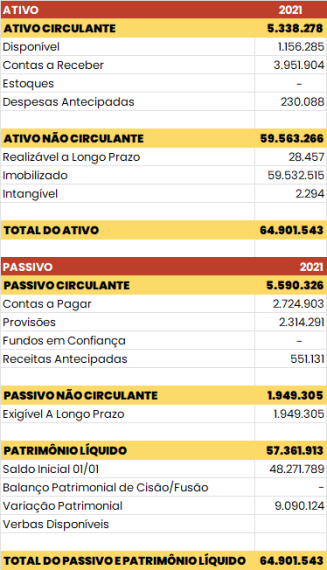 ATIVO 2021
ATIVO CIRCULANTE 5.338.278
Disponível 1.156.285
Contas a Receber 3.951.904
Estoques -
Despesas Antecipadas 230.088
ATIVO NÃO CIRCULANTE 59.563.266
Realizável a Longo Prazo 28.457
Imobilizado 59.532.515
Intangível 2.294
TOTAL DO ATIVO 64.901.543
PASSIVO 2021
PASSIVO CIRCULANTE 5.590.326
Contas a Pagar 2.724.903
Provisões 2.314.291
Fundos em Confiança -
Receitas Antecipadas 551.131
PASSIVO NÃO CIRCULANTE 1.949.305
Exigível A Longo Prazo 1.949.305
PATRIMÔNIO LÍQUIDO 57.361.913
Saldo Inicial 01/01 48.271.789
Balanço Patrimonial de Cisão/Fusão -
Variação Patrimonial 9.090.124
Verbas Disponíveis
TOTAL DO PASSIVO E PATRIMÔNIO LÍQUIDO 64.901.543